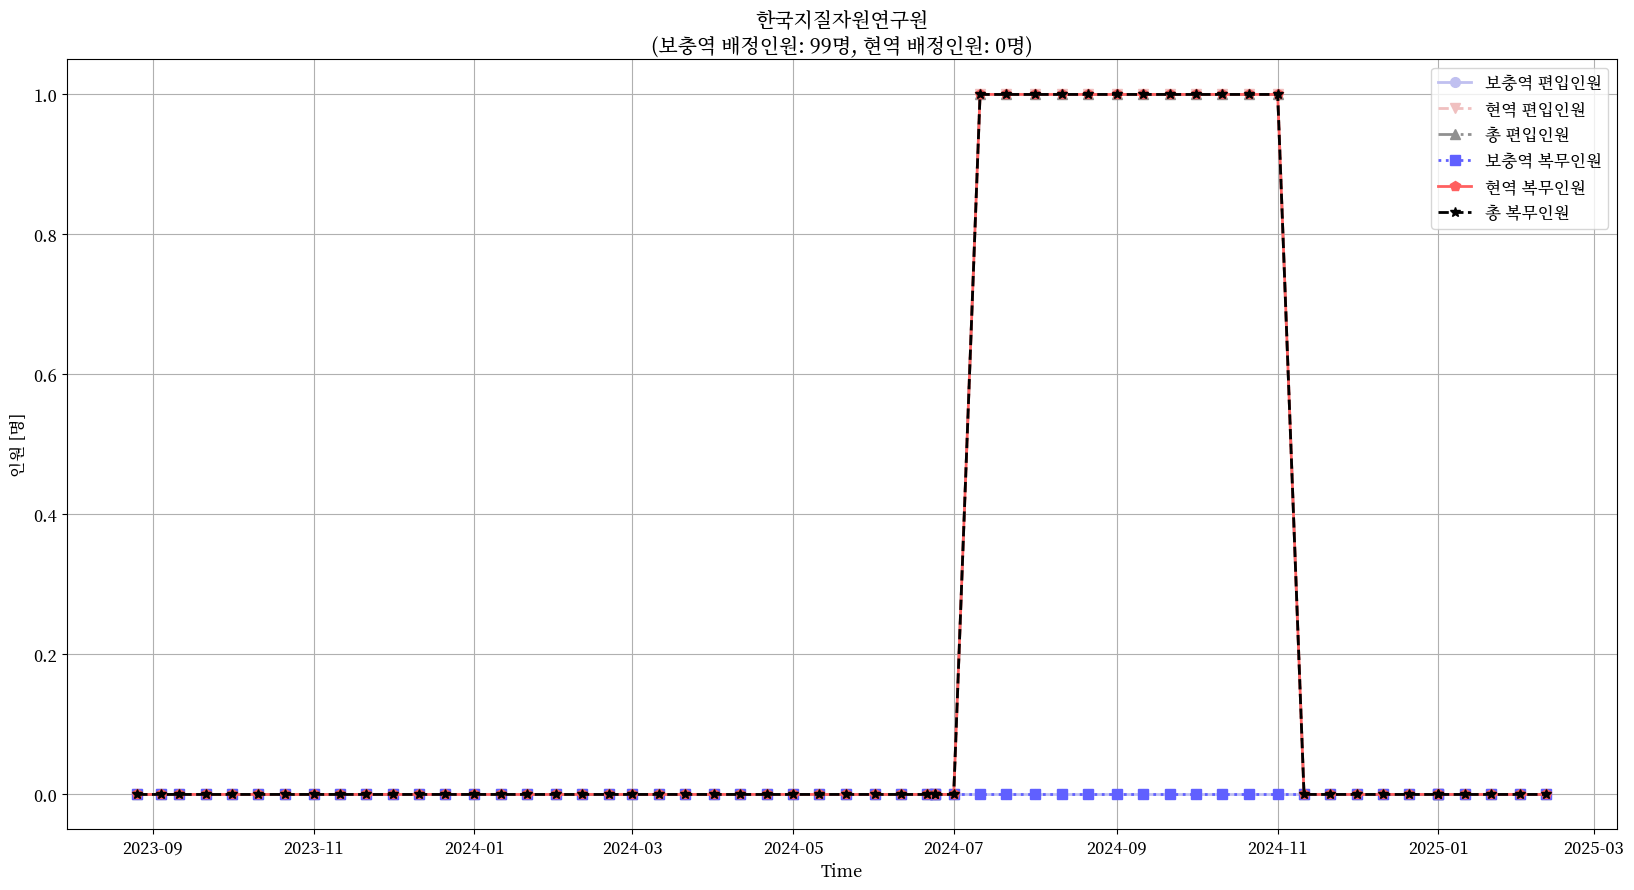 한국지질자원연구원
(보충역 배정인원: 99명, 현역 배정인원: 0명)
1.0
0.8
0.6
0.4
0.2
0.0
인원 [명]
보충역 편입인원
현역 편입인원
총 편입인원
보충역 복무인원
현역 복무인원
총 복무인원
2023-09
2023-11
2024-01
2024-03
2024-05
2024-07
2024-09
2024-11
2025-01
2025-03
Time